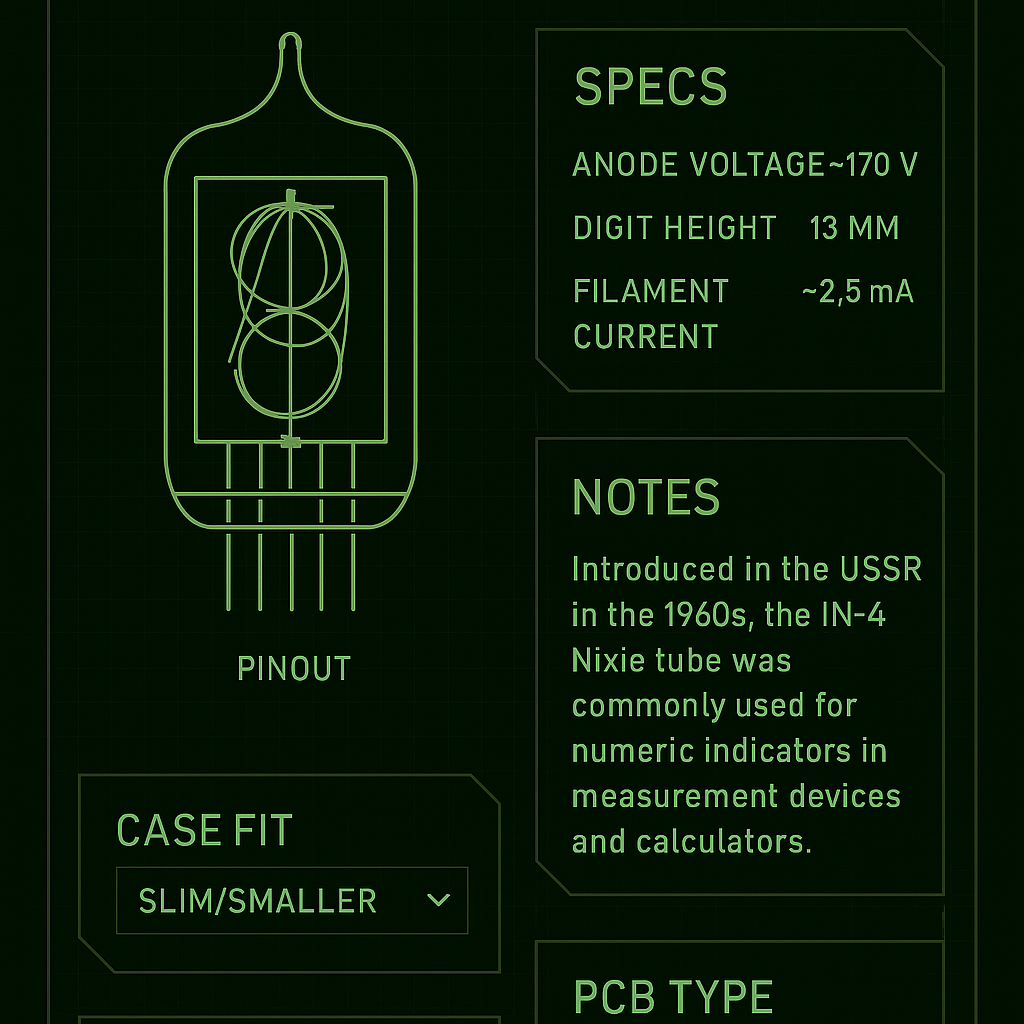 SPECS
ANODE VOLTAGE ~170 V
DIGIT HEIGHT 13 MM
FILAMENT ~2,5 mA
CURRENT
NOTES
Introduced in the USSR
in the 1960s, the IN-4
Nixie tube was
commonly used for
numeric indicators in
measurement devices
and calculators.
PINOUT
CASE FIT
SLIM/SMALLER
PCB TYPE